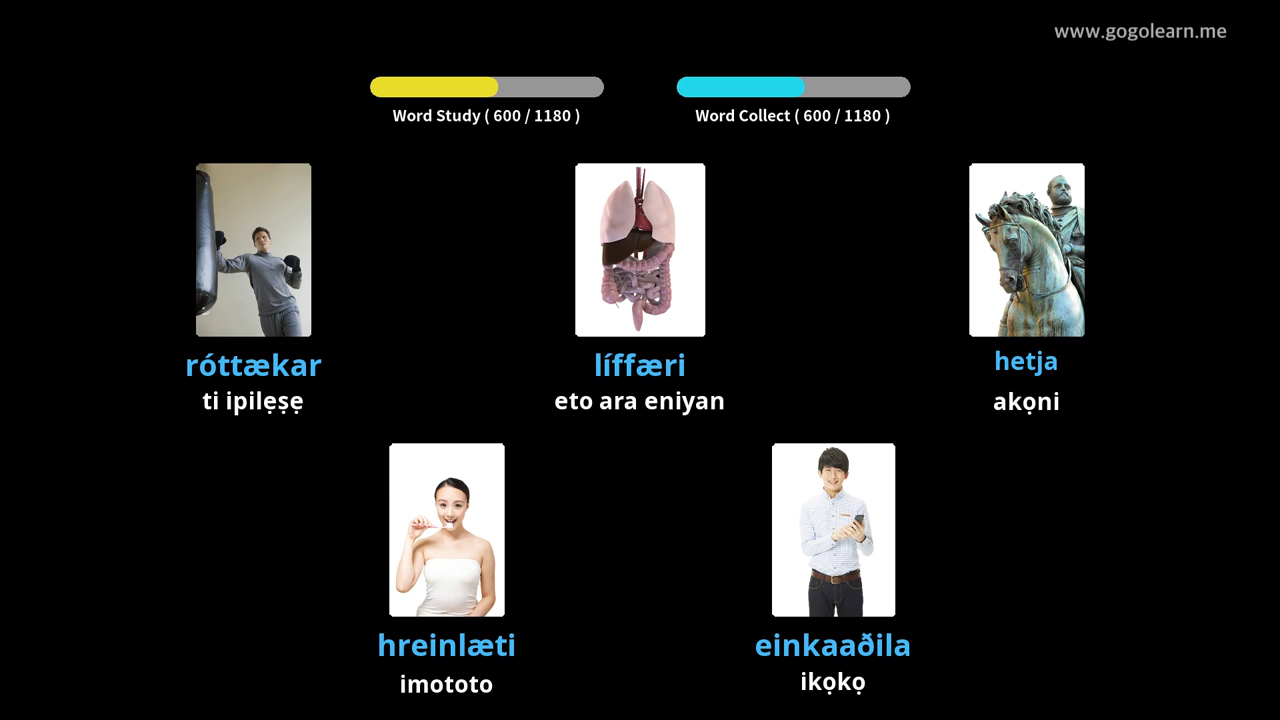 www.gogolearn.me
Word Study ( 600 / 1180 )
Word Collect ( 600 / 1180 )
róttækar
ti ipilẹṣẹ
líffæri
eto ara eniyan
hetja
akọni
hreinlæti
imototo
einkaaðila
ikọkọ